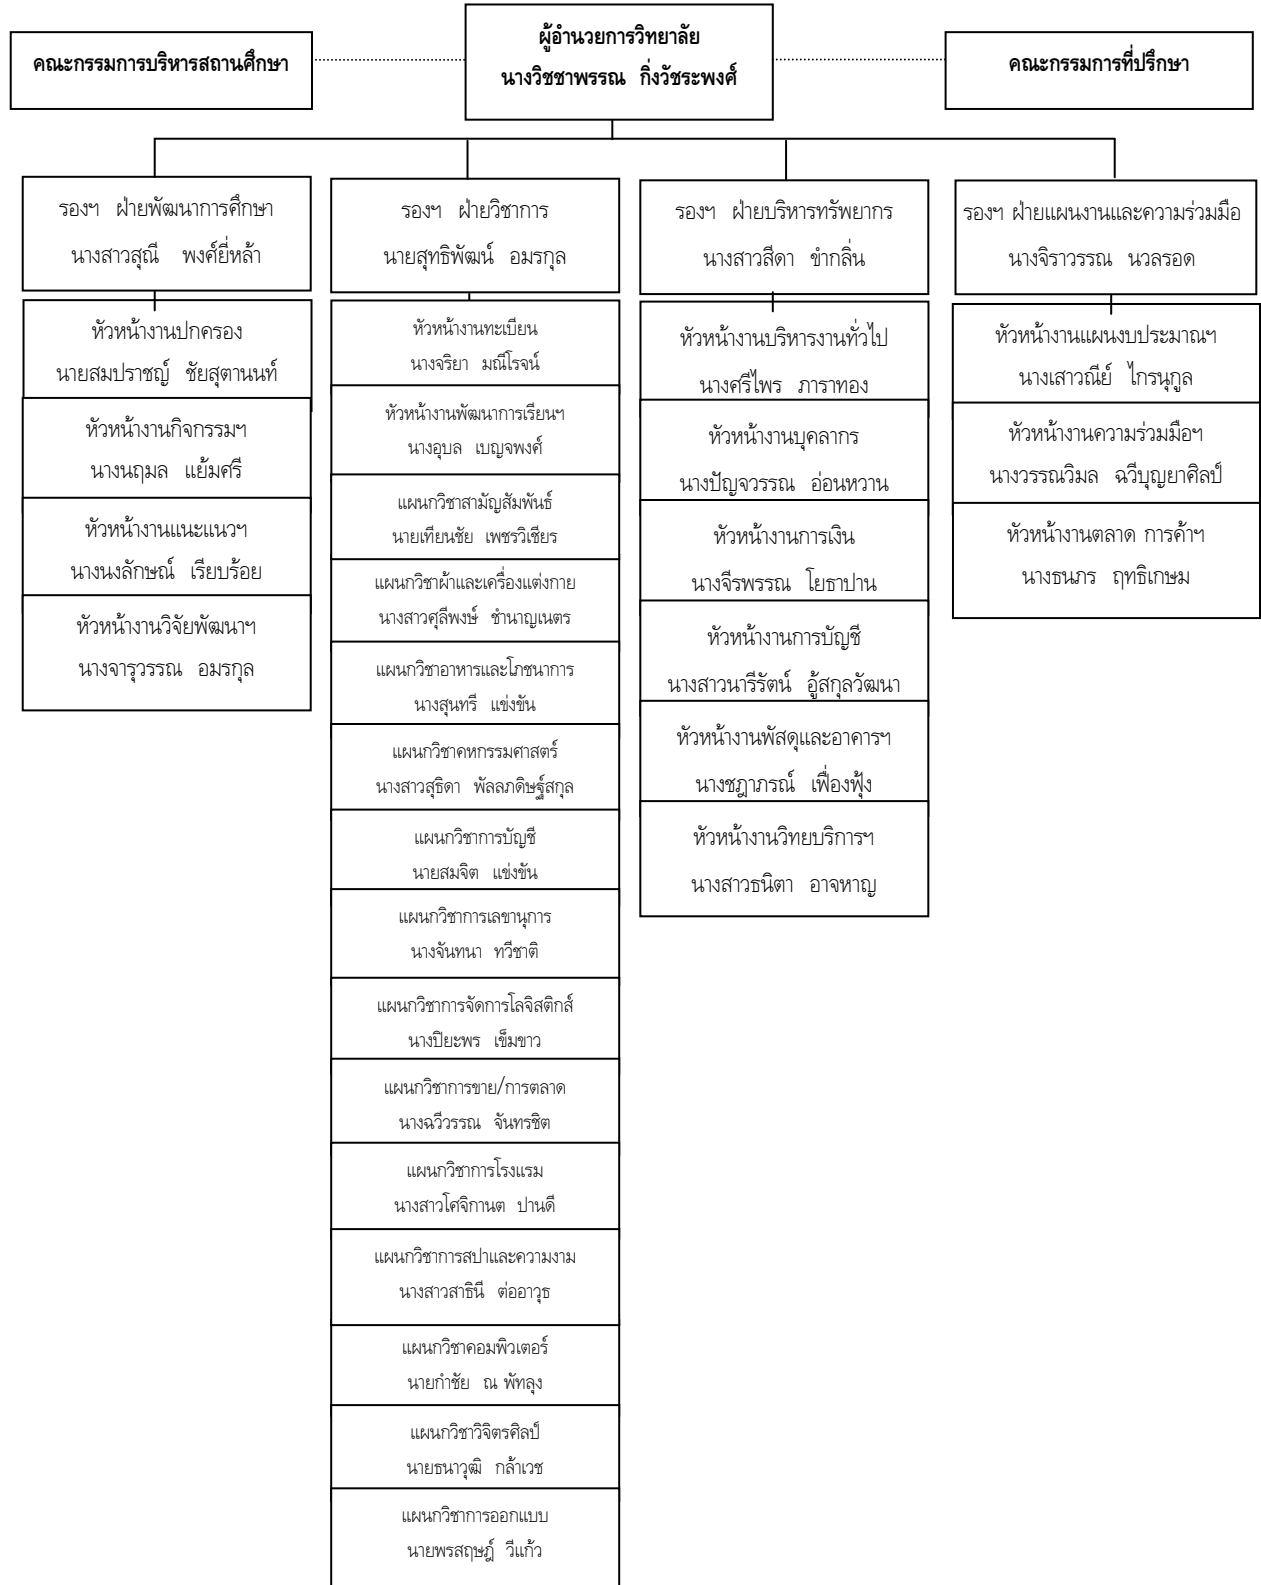 ผู้อำนวยการวิทยาลัย
นางวิชชาพรรณ กิ่งวัชระพงศ์
คณะกรรมการบริหารสถานศึกษา
คณะกรรมการที่ปรึกษา
รองฯ ฝ่ายพัฒนาการศึกษา
นางสาวสุณี พงศ์ยี่หล้า
หัวหน้างานปกครอง
นายสมปราชญ์ ชัยสุตานนท์
หัวหน้างานกิจกรรมฯ
นางนฤมล แย้มศรี
หัวหน้างานแนะแนวฯ
นางนงลักษณ์ เรียบร้อย
หัวหน้างานวิจัยพัฒนาฯ
นางจารุวรรณ อมรกุล
รองฯ ฝ่ายวิชาการ
นายสุทธิพัฒน์ อมรกุล
หัวหน้างานทะเบียน
นางจริยา มณีโรจน์
หัวหน้างานพัฒนาการเรียนฯ
นางอุบล เบญจพงศ์
แผนกวิชาสามัญสัมพันธ์
นายเทียนชัย เพชรวิเชียร
แผนกวิชาผ้าและเครื่องแต่งกาย
นางสาวศุลีพงษ์ ชำนาญเนตร
แผนกวิชาอาหารและโภชนาการ
นางสุนทรี แข่งขัน
แผนกวิชาคหกรรมศาสตร์
นางสาวสุธิดา พัลลภดิษฐ์สกุล
แผนกวิชาการบัญชี
นายสมจิต แข่งขัน
แผนกวิชาการเลขานุการ
นางจันทนา ทวีชาติ
แผนกวิชาการจัดการโลจิสติกส์
นางปิยะพร เข็มขาว
แผนกวิชาการขาย/การตลาด
นางฉวีวรรณ จันทรชิต
แผนกวิชาการโรงแรม
นางสาวโศจิกานต ปานดี
แผนกวิชาการสปาและความงาม
นางสาวสาธินี ต่ออาวุธ
แผนกวิชาคอมพิวเตอร์
นายกำชัย ณ พัทลุง
แผนกวิชาวิจิตรศิลป์
นายธนาวุฒิ กล้าเวช
แผนกวิชาการออกแบบ
นายพรสฤษฎ์ วีแก้ว
รองฯ ฝ่ายบริหารทรัพยากร
นางสาวสีดา ขำกลิ่น
หัวหน้างานบริหารงานทั่วไป
นางศรีไพร ภาราทอง
หัวหน้างานบุคลากร
นางปัญจวรรณ อ่อนหวาน
หัวหน้างานการเงิน
นางจีรพรรณ โยธาปาน
หัวหน้างานการบัญชี
นางสาวนารีรัตน์ อู้สกุลวัฒนา
หัวหน้างานพัสดุและอาคารฯ
นางชฎาภรณ์ เฟื่องฟุ้ง
หัวหน้างานวิทยบริการฯ
นางสาวธนิตา อาจหาญ
รองฯ ฝ่ายแผนงานและความร่วมมือ
นางจิราวรรณ นวลรอด
หัวหน้างานแผนงบประมาณฯ
นางเสาวณีย์ ไกรนุกูล
หัวหน้างานความร่วมมือฯ
นางวรรณวิมล ฉวีบุญยาศิลป์
หัวหน้างานตลาด การค้าฯ
นางธนภร ฤทธิเกษม